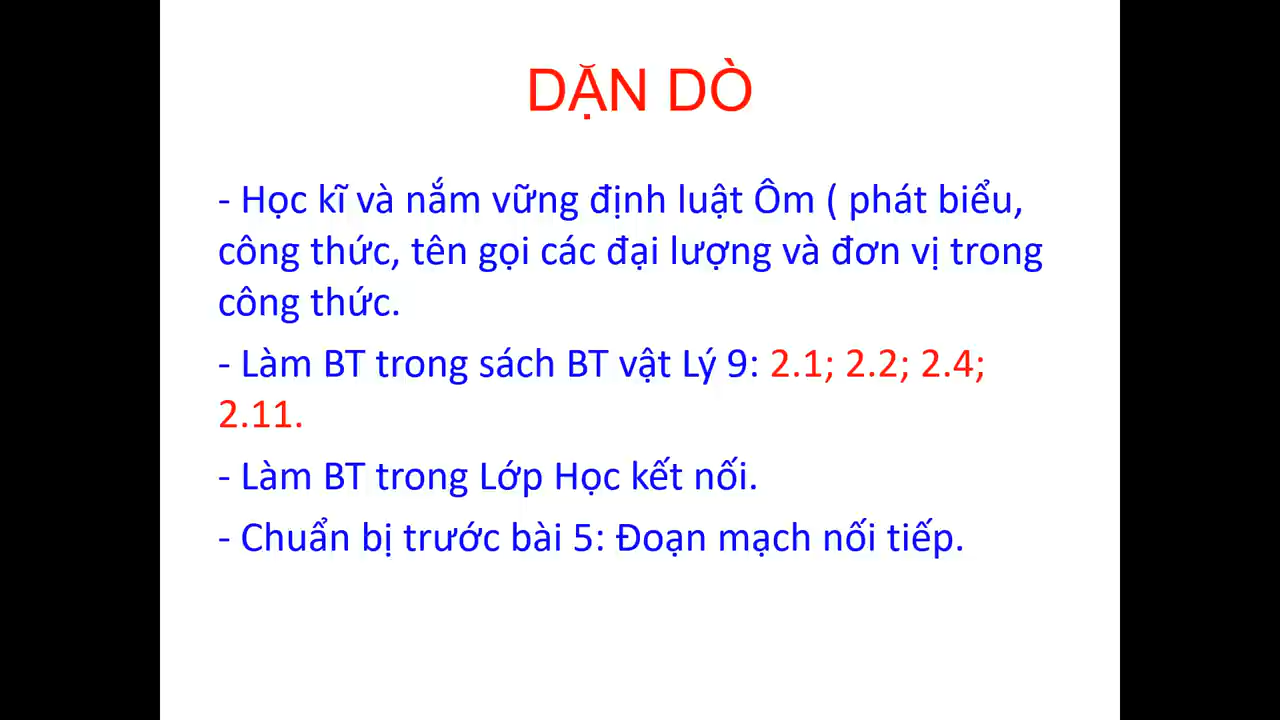 DẶN DÒ
- Học kĩ và nắm vững định luật Ôm ( phát biểu,
công thức, tên gọi các đại lượng và đơn vị trong
công thức.
- Làm BT trong sách BT vật Lý 9: 2.1; 2.2; 2.4;
2.11.
- Làm BT trong Lớp Học kết nối.
- Chuẩn bị trước bài 5: Đoạn mạch nối tiếp.